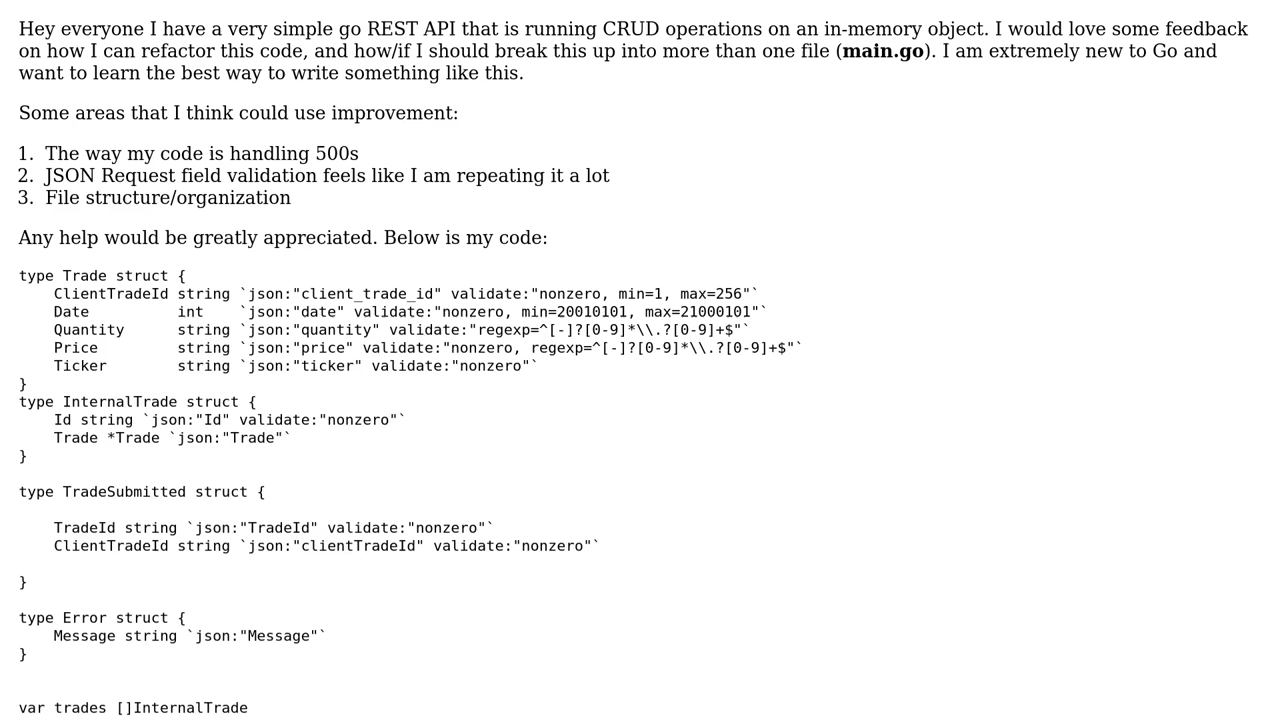 Hey everyone I have a very simple go REST API that is running CRUD operations on an in-memory object. I would love some feedback
on how I can refactor this code, and how/if I should break this up into more than one file (main.go). I am extremely new to Go and
want to learn the best way to write something like this.
Some areas that I think could use improvement:
1. The way my code is handling 500s
2. JSON Request field validation feels like I am repeating it a lot
3. File structure/organization
Any help would be greatly appreciated. Below is my code:
type Trade struct {
    ClientTradeId string `json:"client_trade_id" validate:"nonzero, min=1, max=256"`
    Date          int    `json:"date" validate:"nonzero, min=20010101, max=21000101"`
    Quantity      string `json:"quantity" validate:"regexp=^[-]?[0-9]*\\.?[0-9]+$"`
    Price         string `json:"price" validate:"nonzero, regexp=^[-]?[0-9]*\\.?[0-9]+$"`
    Ticker        string `json:"ticker" validate:"nonzero"`
}
type InternalTrade struct {
    Id string `json:"Id" validate:"nonzero"`
    Trade *Trade `json:"Trade"`
}
type TradeSubmitted struct {
    TradeId string `json:"TradeId" validate:"nonzero"`
    ClientTradeId string `json:"clientTradeId" validate:"nonzero"`
}
type Error struct {
    Message string `json:"Message"`
}
var trades []InternalTrade